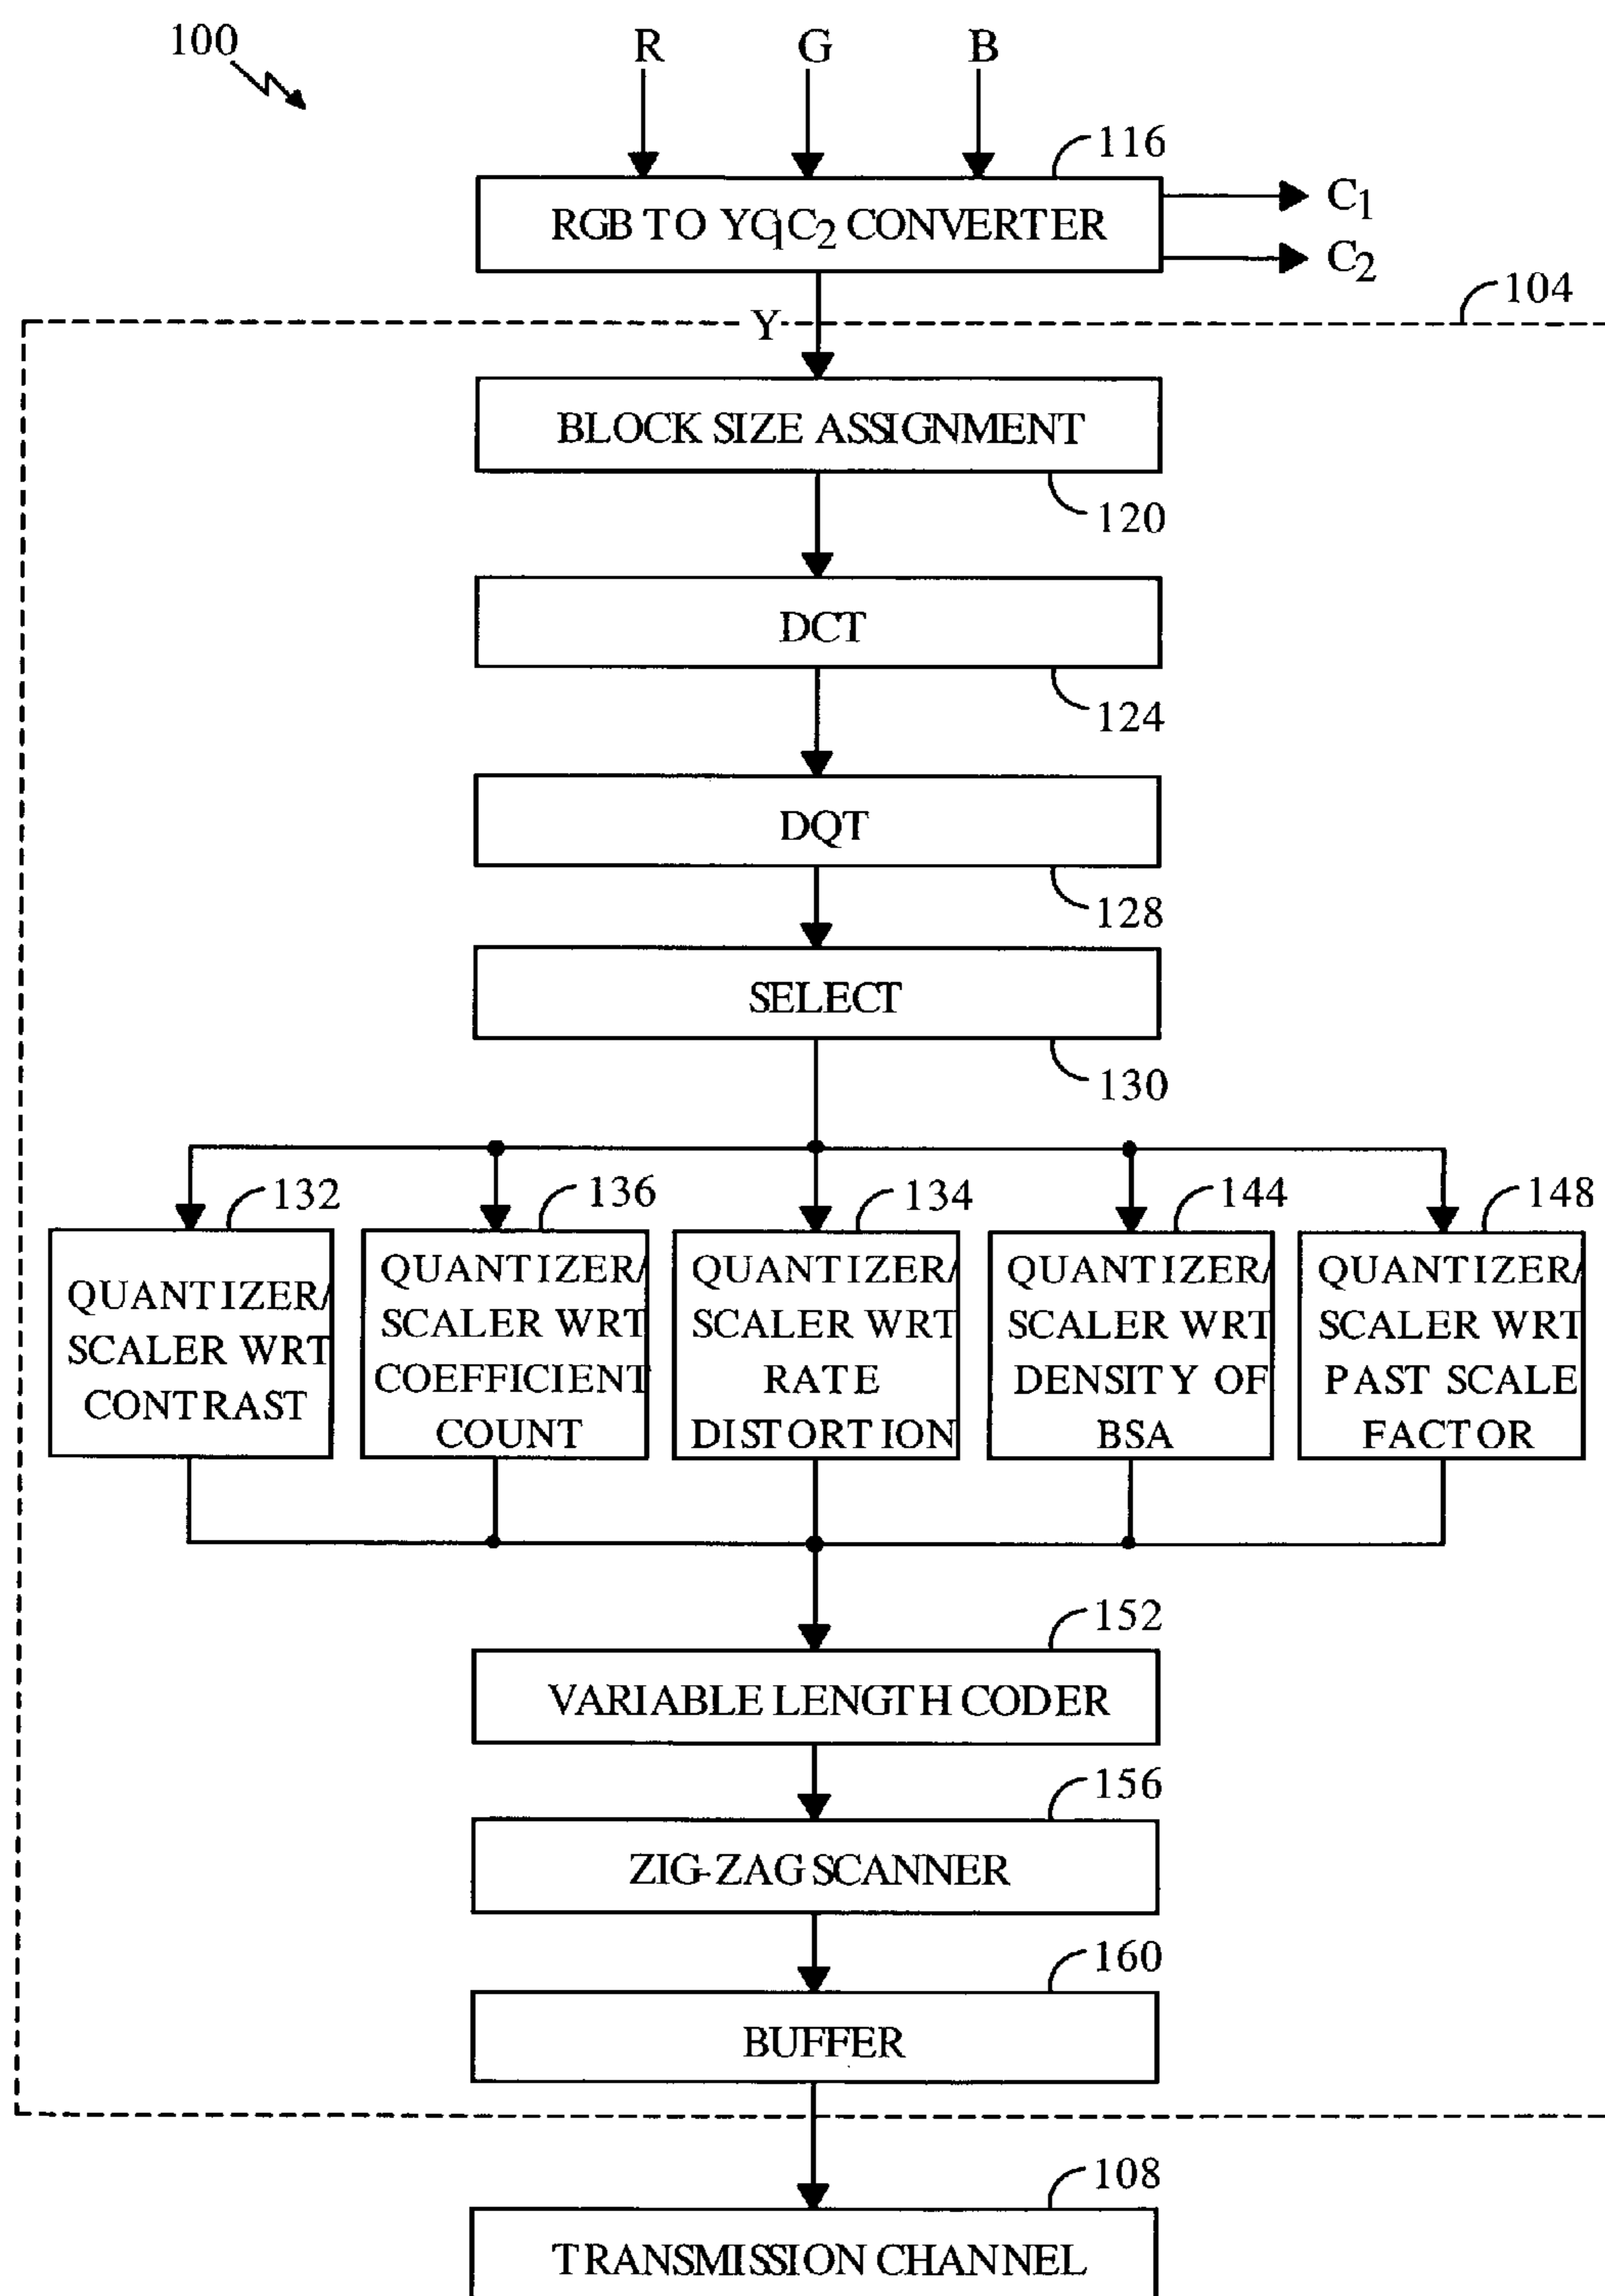 100
R G B
116
RGB TO YC1C2 CONVERTER
C1
C2
104
Y
BLOCK SIZE ASSIGNMENT
120
DCT
124
DQT
128
SELECT
130
132
136
134
144
148
QUANTIZER/
SCALER WRT
CONTRAST
QUANTIZER/
SCALER WRT
COEFFICIENT
COUNT
QUANTIZER/
SCALER WRT
RATE
DISTORTION
QUANTIZER/
SCALER WRT
DENSITY OF
BSA
QUANTIZER/
SCALER WRT
PAST SCALE
FACTOR
152
VARIABLE LENGTH CODER
156
ZIG-ZAG SCANNER
160
BUFFER
108
TRANSMISSION CHANNEL